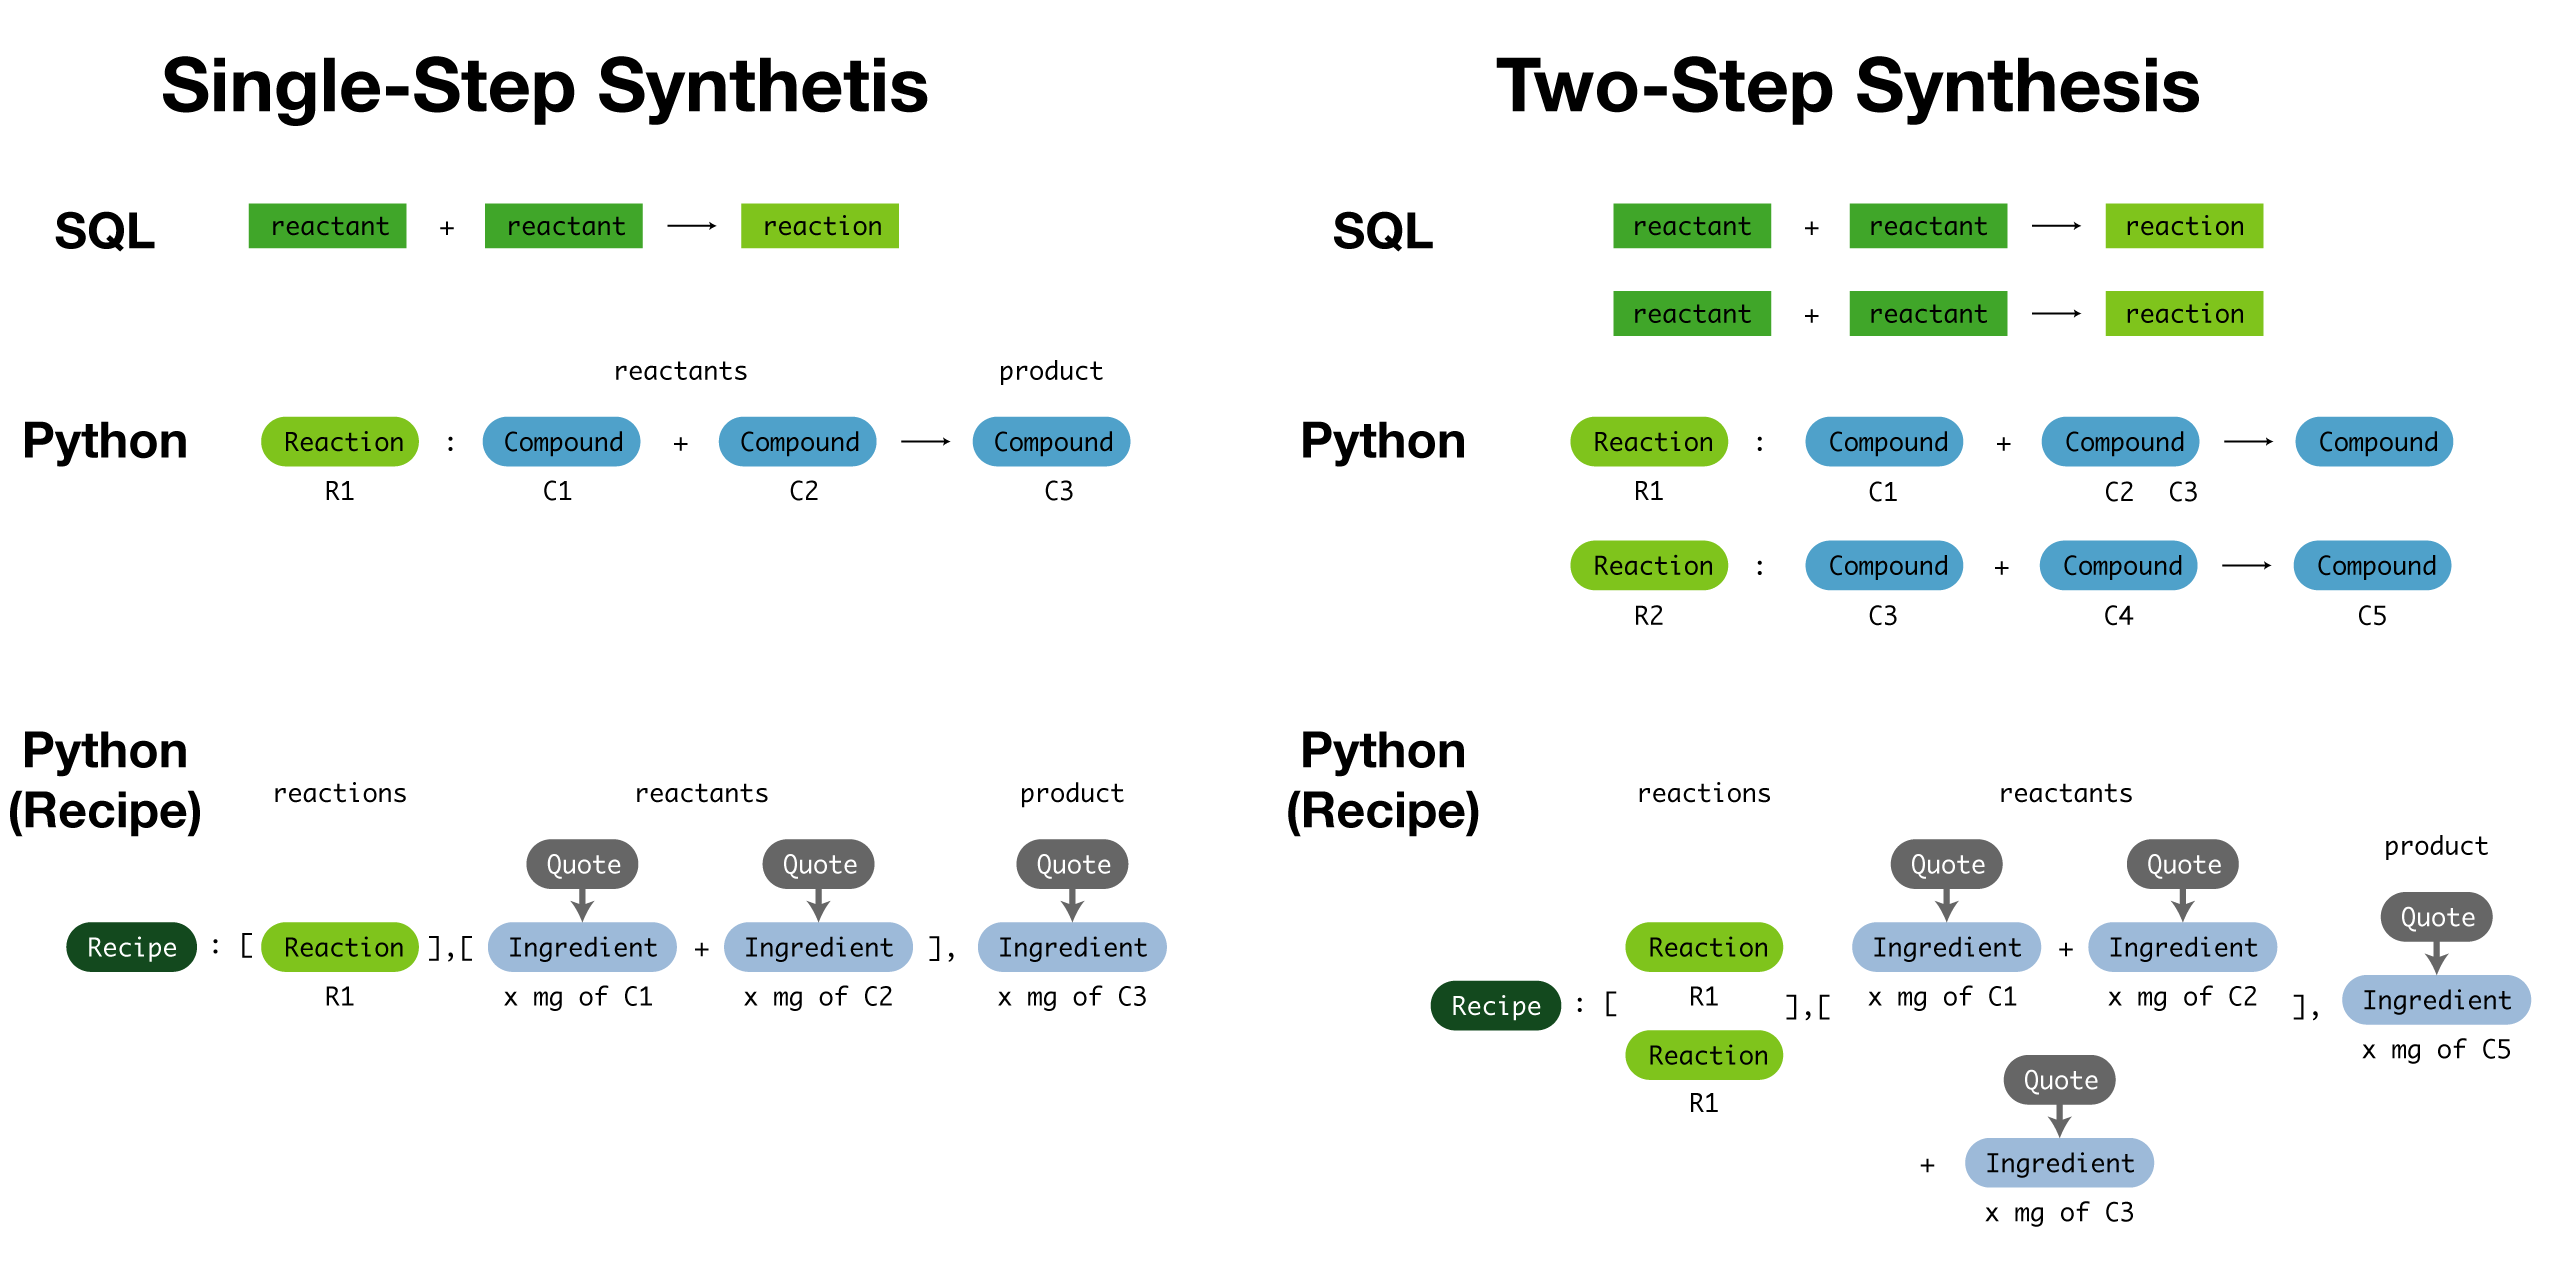 Single-Step Synthetis
SQL
reactant + reactant → reaction
reactants product
Python
Reaction : Compound + Compound → Compound
R1 C1 C2 C3
Python
(Recipe)
reactions reactants product
Quote Quote Quote
Recipe : [ Reaction ],[ Ingredient + Ingredient ], Ingredient
R1 x mg of C1 x mg of C2 x mg of C3
Two-Step Synthesis
SQL
reactant + reactant → reaction
reactant + reactant → reaction
Python
Reaction : Compound + Compound → Compound
R1 C1 C2 C3
Reaction : Compound + Compound → Compound
R2 C3 C4 C5
Python
(Recipe)
reactions reactants
product
Quote Quote
Quote
Reaction Ingredient + Ingredient
R1 x mg of C1 x mg of C2
Recipe : [ ],[ ], Ingredient
x mg of C5
Reaction
R1
Quote
+ Ingredient
x mg of C3